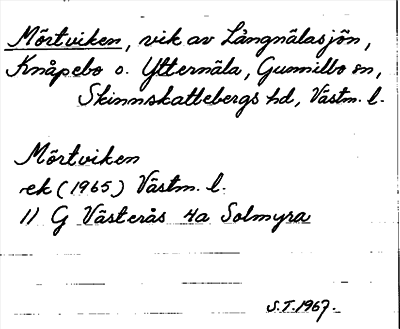 Mörtviken, vik av Långnälasjön,
Knåpebo o. Ytternäla, Gunnilbo sn,
Skinnskattebergs hd, Västm. l.
Mörtviken
ek (1965) Västm. l.
11 G Västerås 4a Solmyra
S.T. 1967.